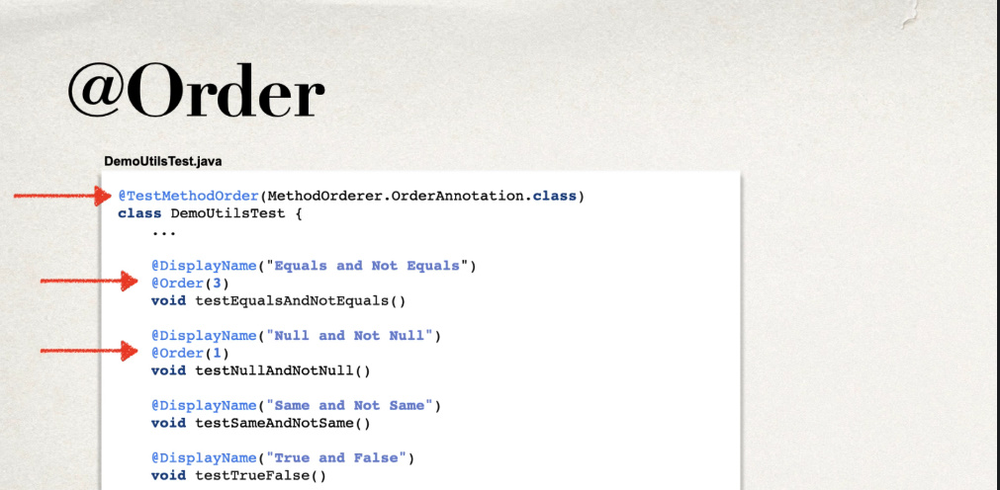 @Order
DemoUtilsTest.java
@TestMethodOrder(MethodOrderer.OrderAnnotation.class)
class DemoUtilsTest {
...
@DisplayName("Equals and Not Equals")
@Order(3)
void testEqualsAndNotEquals()
@DisplayName("Null and Not Null")
@Order(1)
void testNullAndNotNull()
@DisplayName("Same and Not Same")
void testSameAndNotSame()
@DisplayName("True and False")
void testTrueFalse()